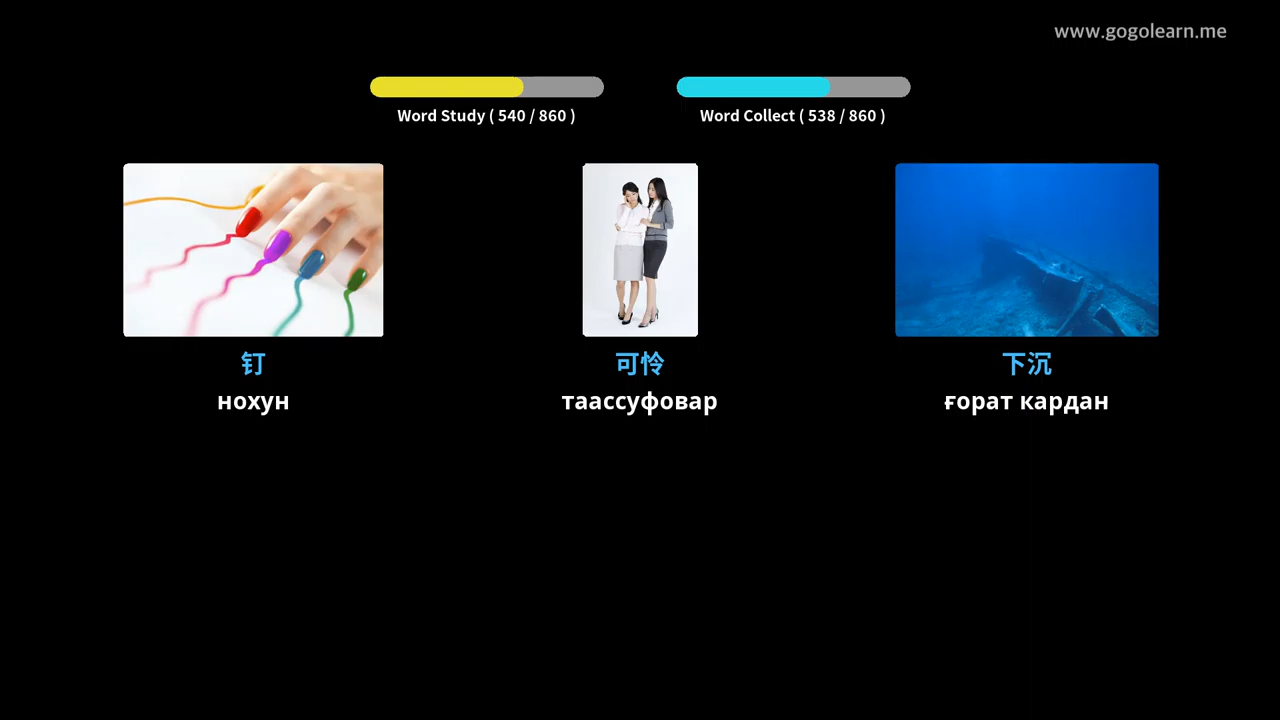 www.gogolearn.me
Word Study ( 540 / 860 )
Word Collect ( 538 / 860 )
钉
нохун
可怜
таассуфовар
下沉
ғорат кардан